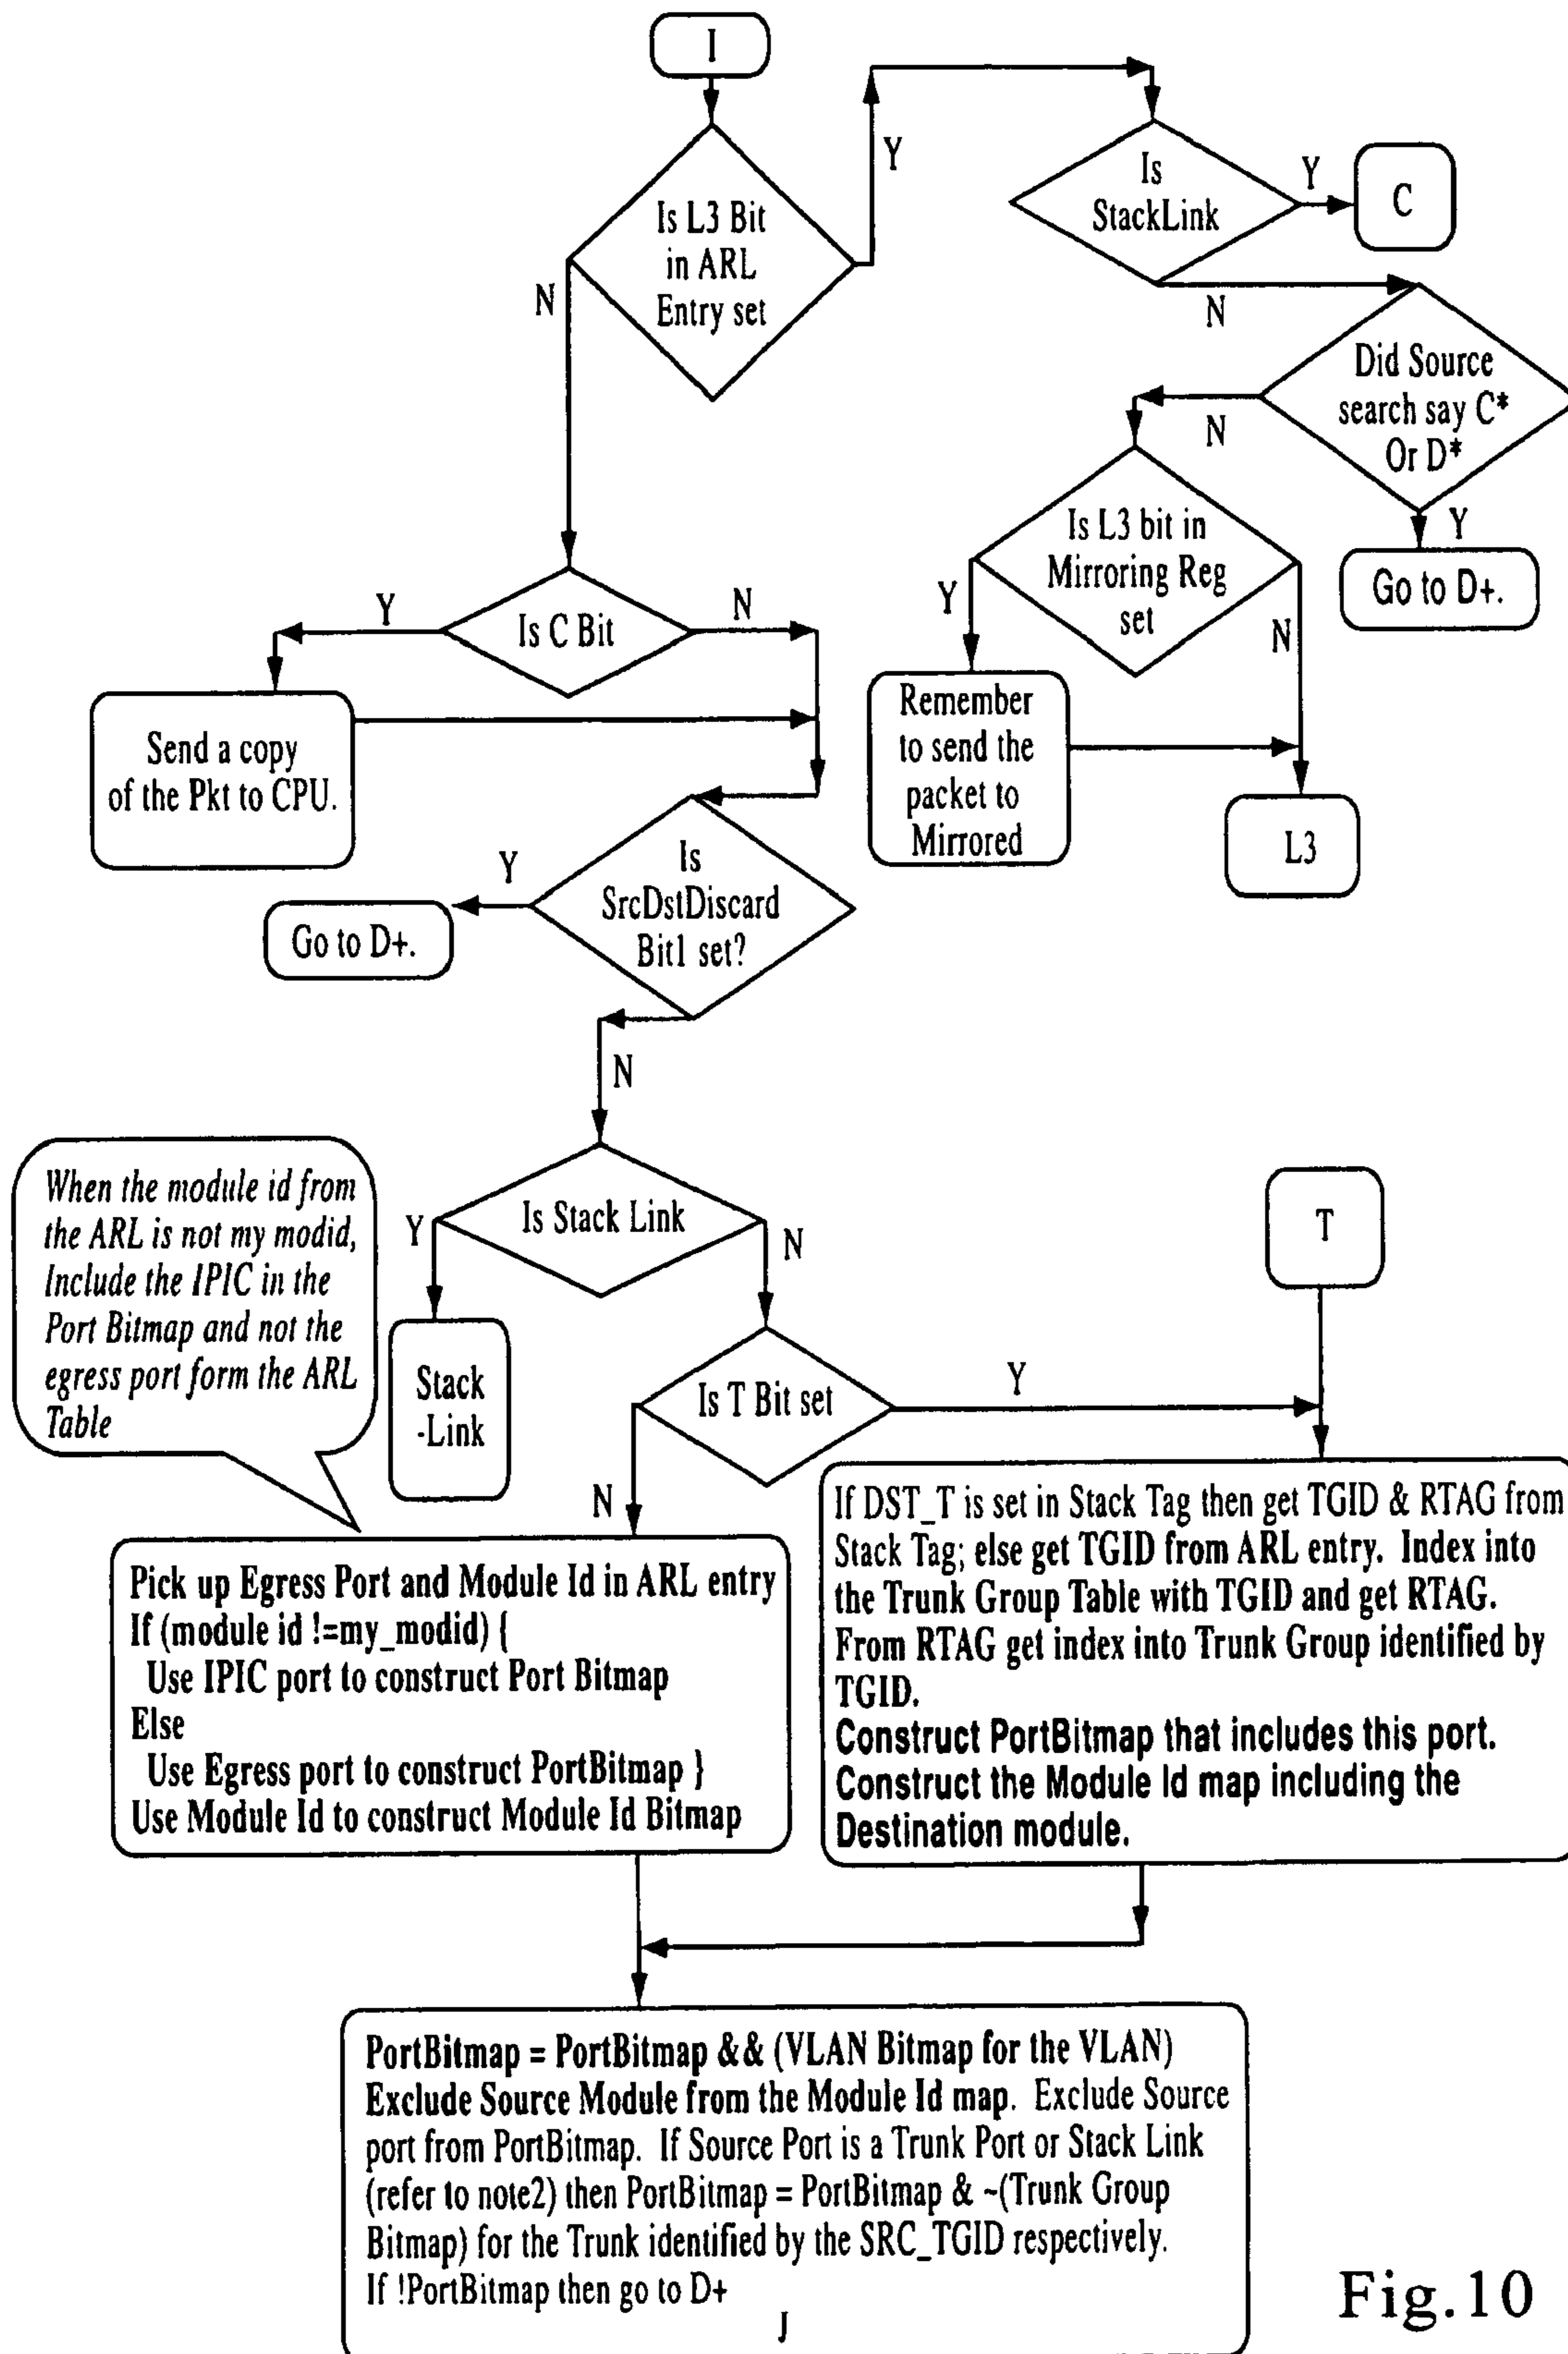 I
Is L3 Bit
in ARL
Entry set
Y
N
Is
StackLink
Y
C
N
Did Source
search say C*
Or D*
N
Y
Go to D+.
Is L3 bit in
Mirroring Reg
set
Y
N
Remember
to send the
packet to
Mirrored
L3
Is C Bit
Y
N
Send a copy
of the Pkt to CPU.
Is
SrcDstDiscard
Bit1 set?
Y
Go to D+.
N
Is Stack Link
Y
N
Stack
-Link
When the module id from
the ARL is not my modid,
Include the IPIC in the
Port Bitmap and not the
egress port form the ARL
Table
T
Is T Bit set
Y
N
Pick up Egress Port and Module Id in ARL entry
If (module id !=my_modid) {
Use IPIC port to construct Port Bitmap
Else
Use Egress port to construct PortBitmap }
Use Module Id to construct Module Id Bitmap
If DST_T is set in Stack Tag then get TGID & RTAG from
Stack Tag; else get TGID from ARL entry. Index into
the Trunk Group Table with TGID and get RTAG.
From RTAG get index into Trunk Group identified by
TGID.
Construct PortBitmap that includes this port.
Construct the Module Id map including the
Destination module.
PortBitmap = PortBitmap && (VLAN Bitmap for the VLAN)
Exclude Source Module from the Module Id map. Exclude Source
port from PortBitmap. If Source Port is a Trunk Port or Stack Link
(refer to note2) then PortBitmap = PortBitmap & ~(Trunk Group
Bitmap) for the Trunk identified by the SRC_TGID respectively.
If !PortBitmap then go to D+
J
Fig.10